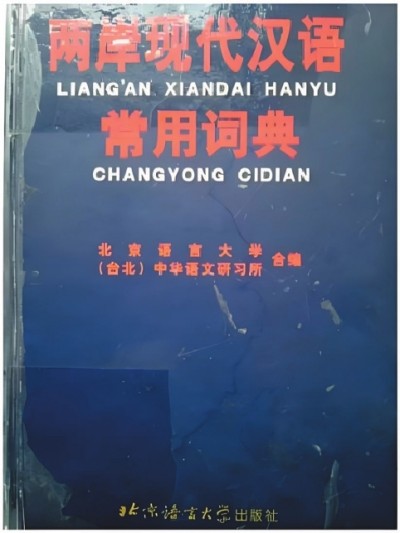 两岸现代汉语
LIANG'AN XIANDAI HANYU
常用词典
CHANGYONG CIDIAN
北京语言大学
（台北）中华语文研习所 合编
北京语言大学出版社